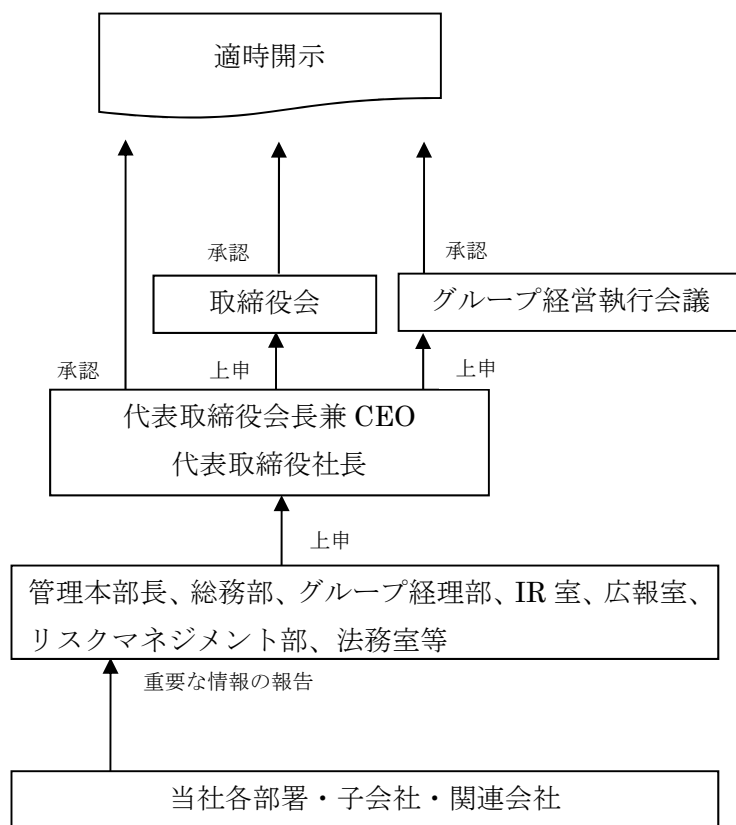 適時開示
承認
承認
取締役会
グループ経営執行会議
承認
上申
上申
代表取締役会長兼 CEO
代表取締役社長
上申
管理本部長、総務部、グループ経理部、IR 室、広報室、
リスクマネジメント部、法務室等
重要な情報の報告
当社各部署・子会社・関連会社